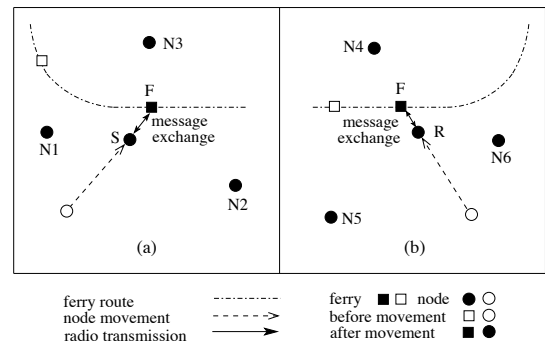 N3
N4
F
F
message
exchange
message
exchange
N1
S
R
N6
N2
N5
(a)
(b)
ferry route
node movement
radio transmission
ferry
node
before movement
after movement